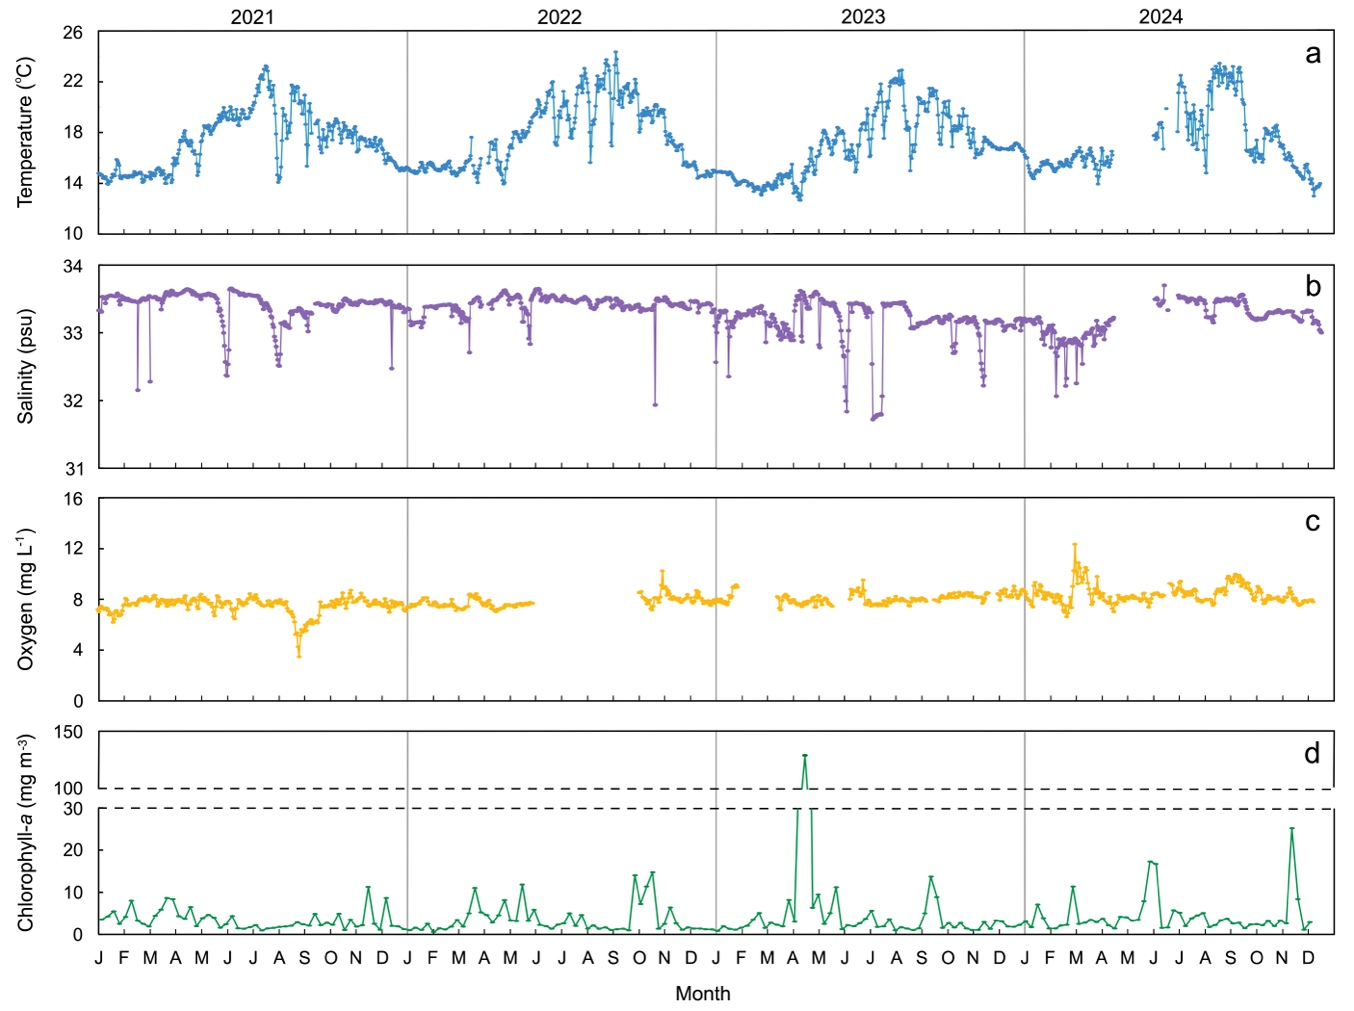 2021 2022 2023 2024
a
Temperature (°C)
26
22
18
14
10
b
Salinity (psu)
34
33
32
31
c
Oxygen (mg L-1)
16
12
8
4
0
d
Chlorophyll-a (mg m-3)
150
100
30
20
10
0
J F M A M J J A S O N D J F M A M J J A S O N D J F M A M J J A S O N D J F M A M J J A S O N D
Month